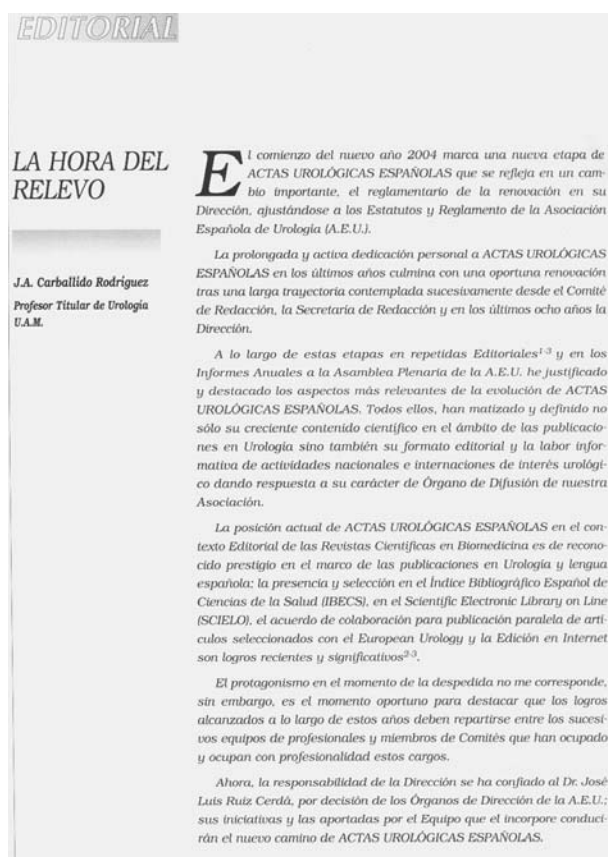 EDITORIAL
LA HORA DEL
RELEVO
J.A. Carballido Rodríguez
Profesor Titular de Urología
U.A.M.
El comienzo del nuevo año 2004 marca una nueva etapa de
ACTAS UROLÓGICAS ESPAÑOLAS que se refleja en un cam-
bio importante, el reglamentario de la renovación en su
Dirección, ajustándose a los Estatutos y Reglamento de la Asociación
Española de Urología (A.E.U.).
La prolongada y activa dedicación personal a ACTAS UROLÓGICAS
ESPAÑOLAS en los últimos años culmina con una oportuna renovación
tras una larga trayectoria contemplada sucesivamente desde el Comité
de Redacción, la Secretaría de Redacción y en los últimos ocho años la
Dirección.
A lo largo de estas etapas en repetidas Editoriales1-3 y en los
Informes Anuales a la Asamblea Plenaria de la A.E.U. he justificado
y destacado los aspectos más relevantes de la evolución de ACTAS
UROLÓGICAS ESPAÑOLAS. Todos ellos, han matizado y definido no
sólo su creciente contenido científico en el ámbito de las publicacio-
nes en Urología sino también su formato editorial y la labor infor-
mativa de actividades nacionales e internaciones de interés urológi-
co dando respuesta a su carácter de Órgano de Difusión de nuestra
Asociación.
La posición actual de ACTAS UROLÓGICAS ESPAÑOLAS en el con-
texto Editorial de las Revistas Científicas en Biomedicina es de recono-
cido prestigio en el marco de las publicaciones en Urología y lengua
española; la presencia y selección en el Índice Bibliográfico Español de
Ciencias de la Salud (IBECS), en el Scientific Electronic Library on Line
(SCIELO), el acuerdo de colaboración para publicación paralela de artí-
culos seleccionados con el European Urology y la Edición en Internet
son logros recientes y significativos2-3.
El protagonismo en el momento de la despedida no me corresponde,
sin embargo, es el momento oportuno para destacar que los logros
alcanzados a lo largo de estos años deben repartirse entre los sucesi-
vos equipos de profesionales y miembros de Comités que han ocupado
y ocupan con profesionalidad estos cargos.
Ahora, la responsabilidad de la Dirección se ha confiado al Dr. José
Luis Ruiz Cerdá, por decisión de los Órganos de Dirección de la A.E.U.;
sus iniciativas y las aportadas por el Equipo que el incorpore conduci-
rán el nuevo camino de ACTAS UROLÓGICAS ESPAÑOLAS.